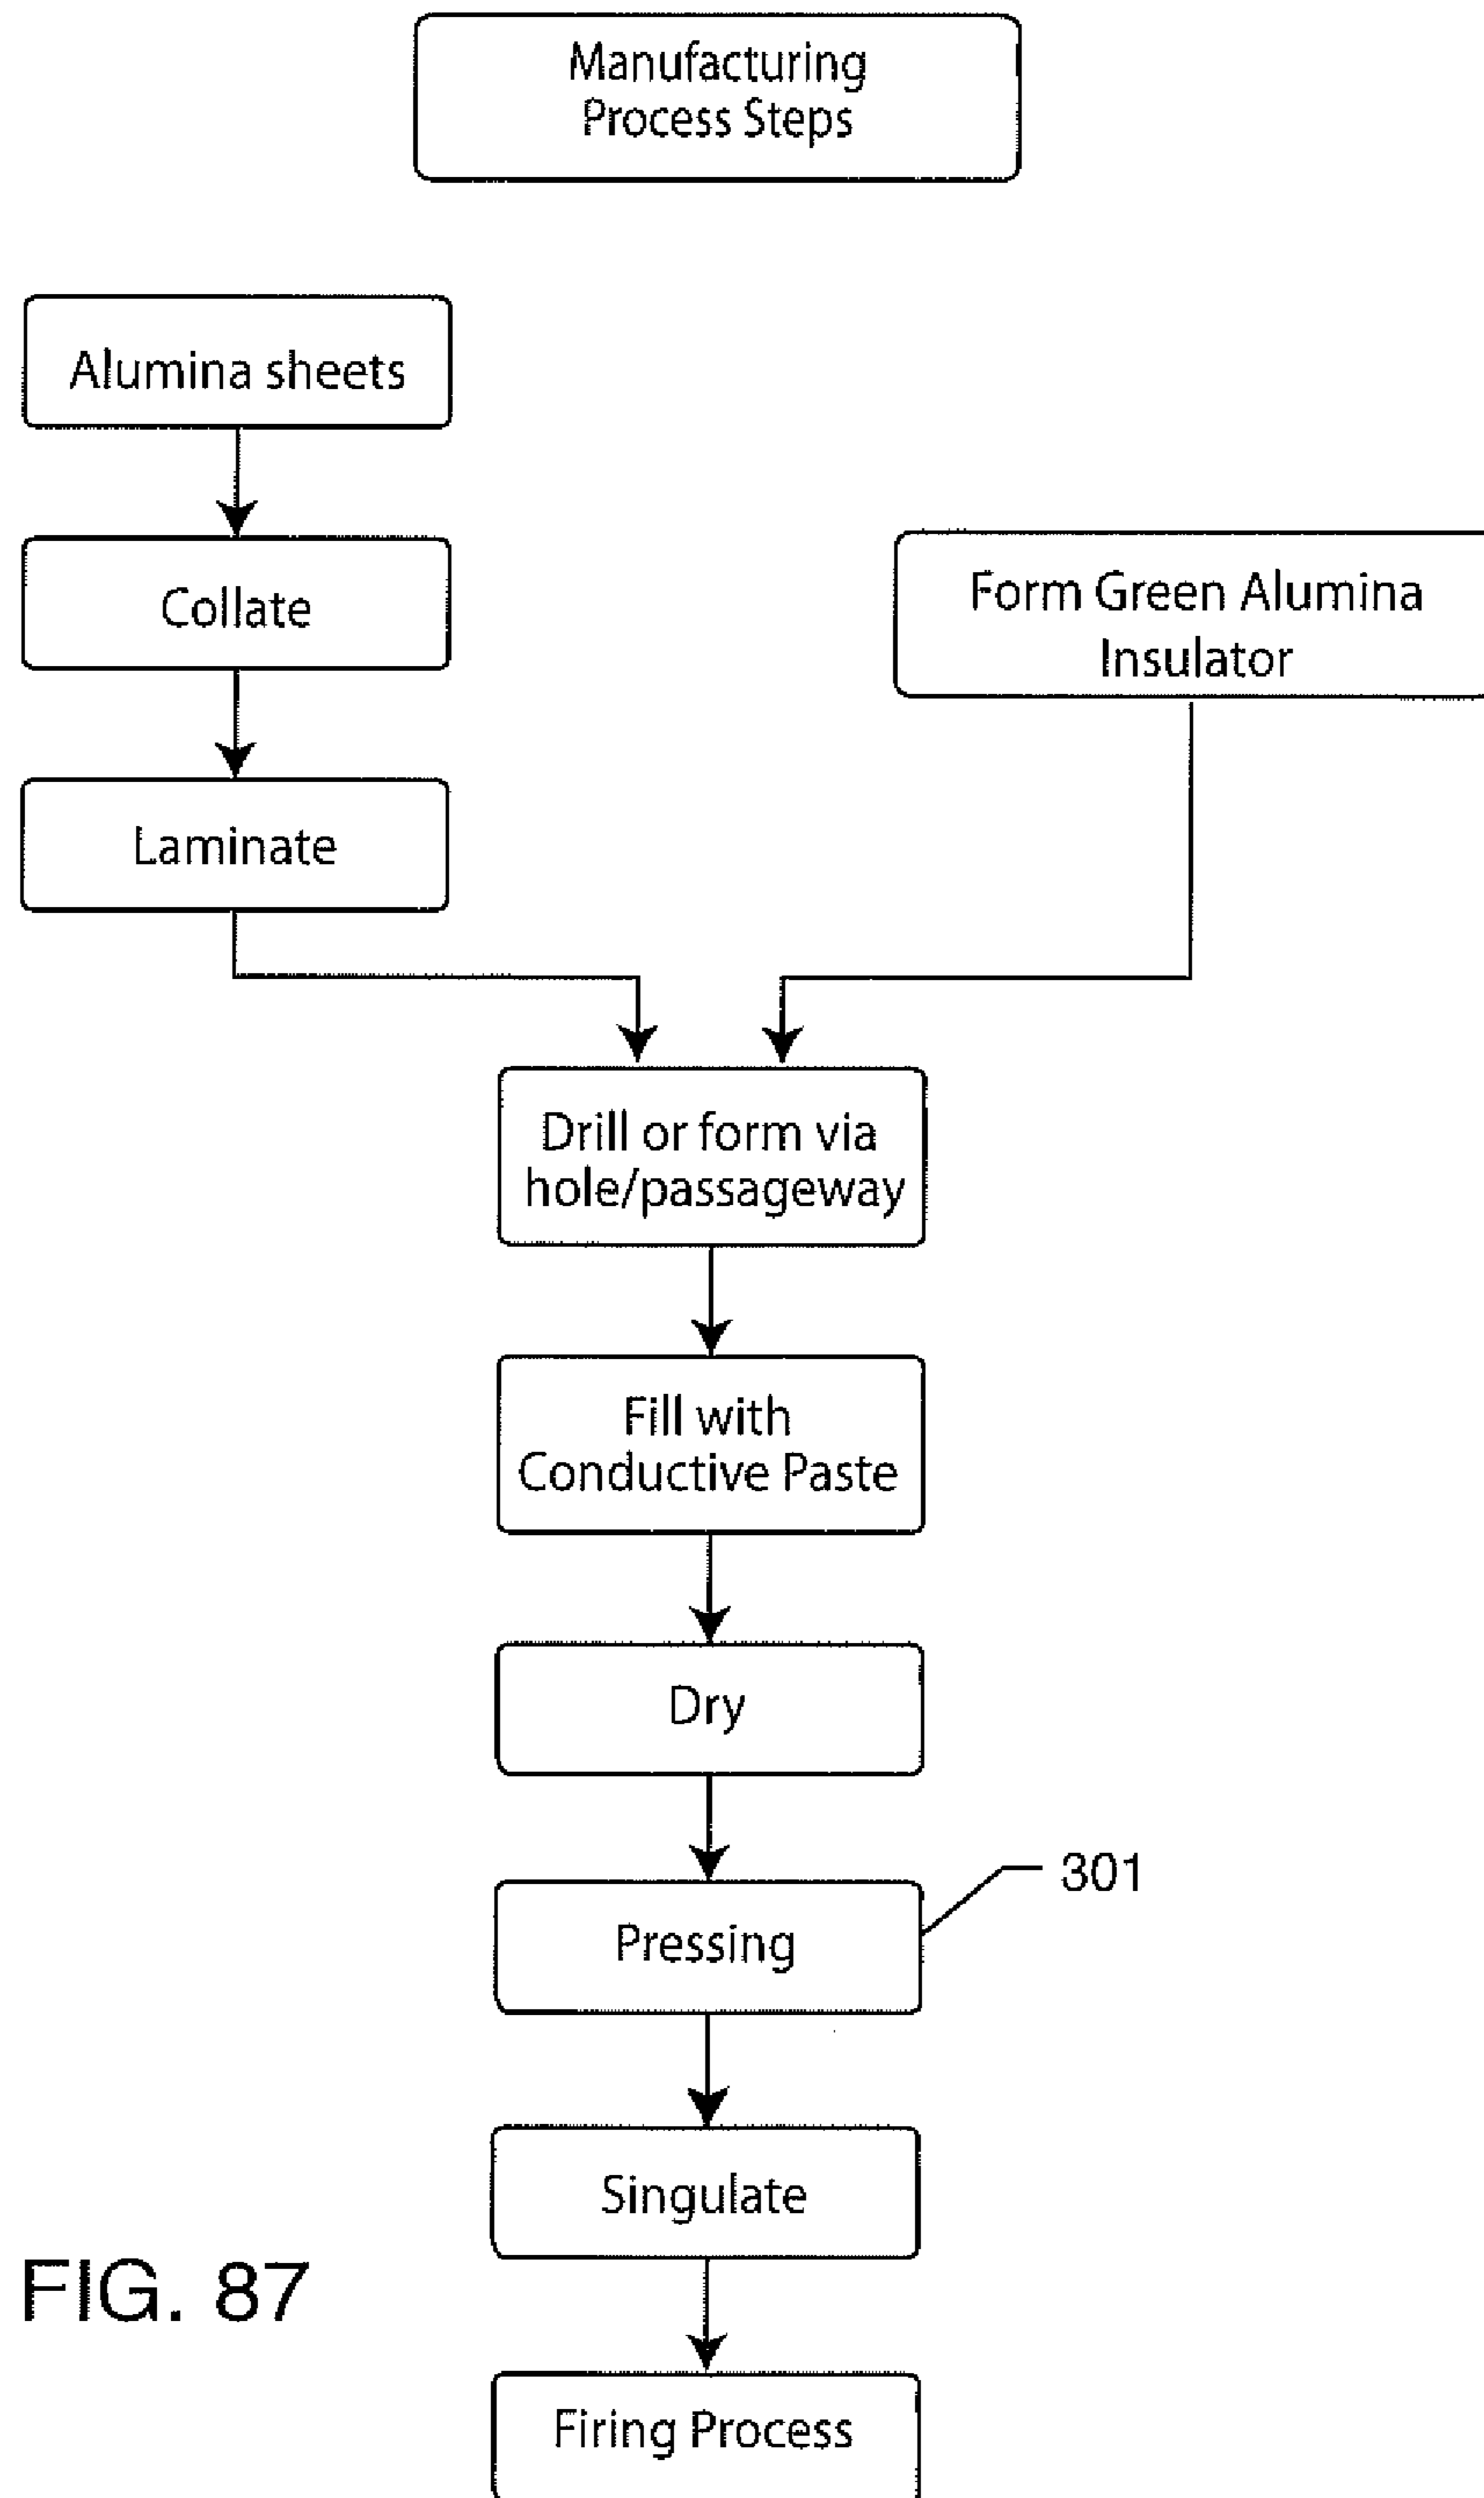 Manufacturing
Process Steps
Alumina sheets
Collate
Form Green Alumina
Insulator
Laminate
Drill or form via
hole/passageway
Fill with
Conductive Paste
Dry
301
Pressing
Singulate
FIG. 87
Firing Process